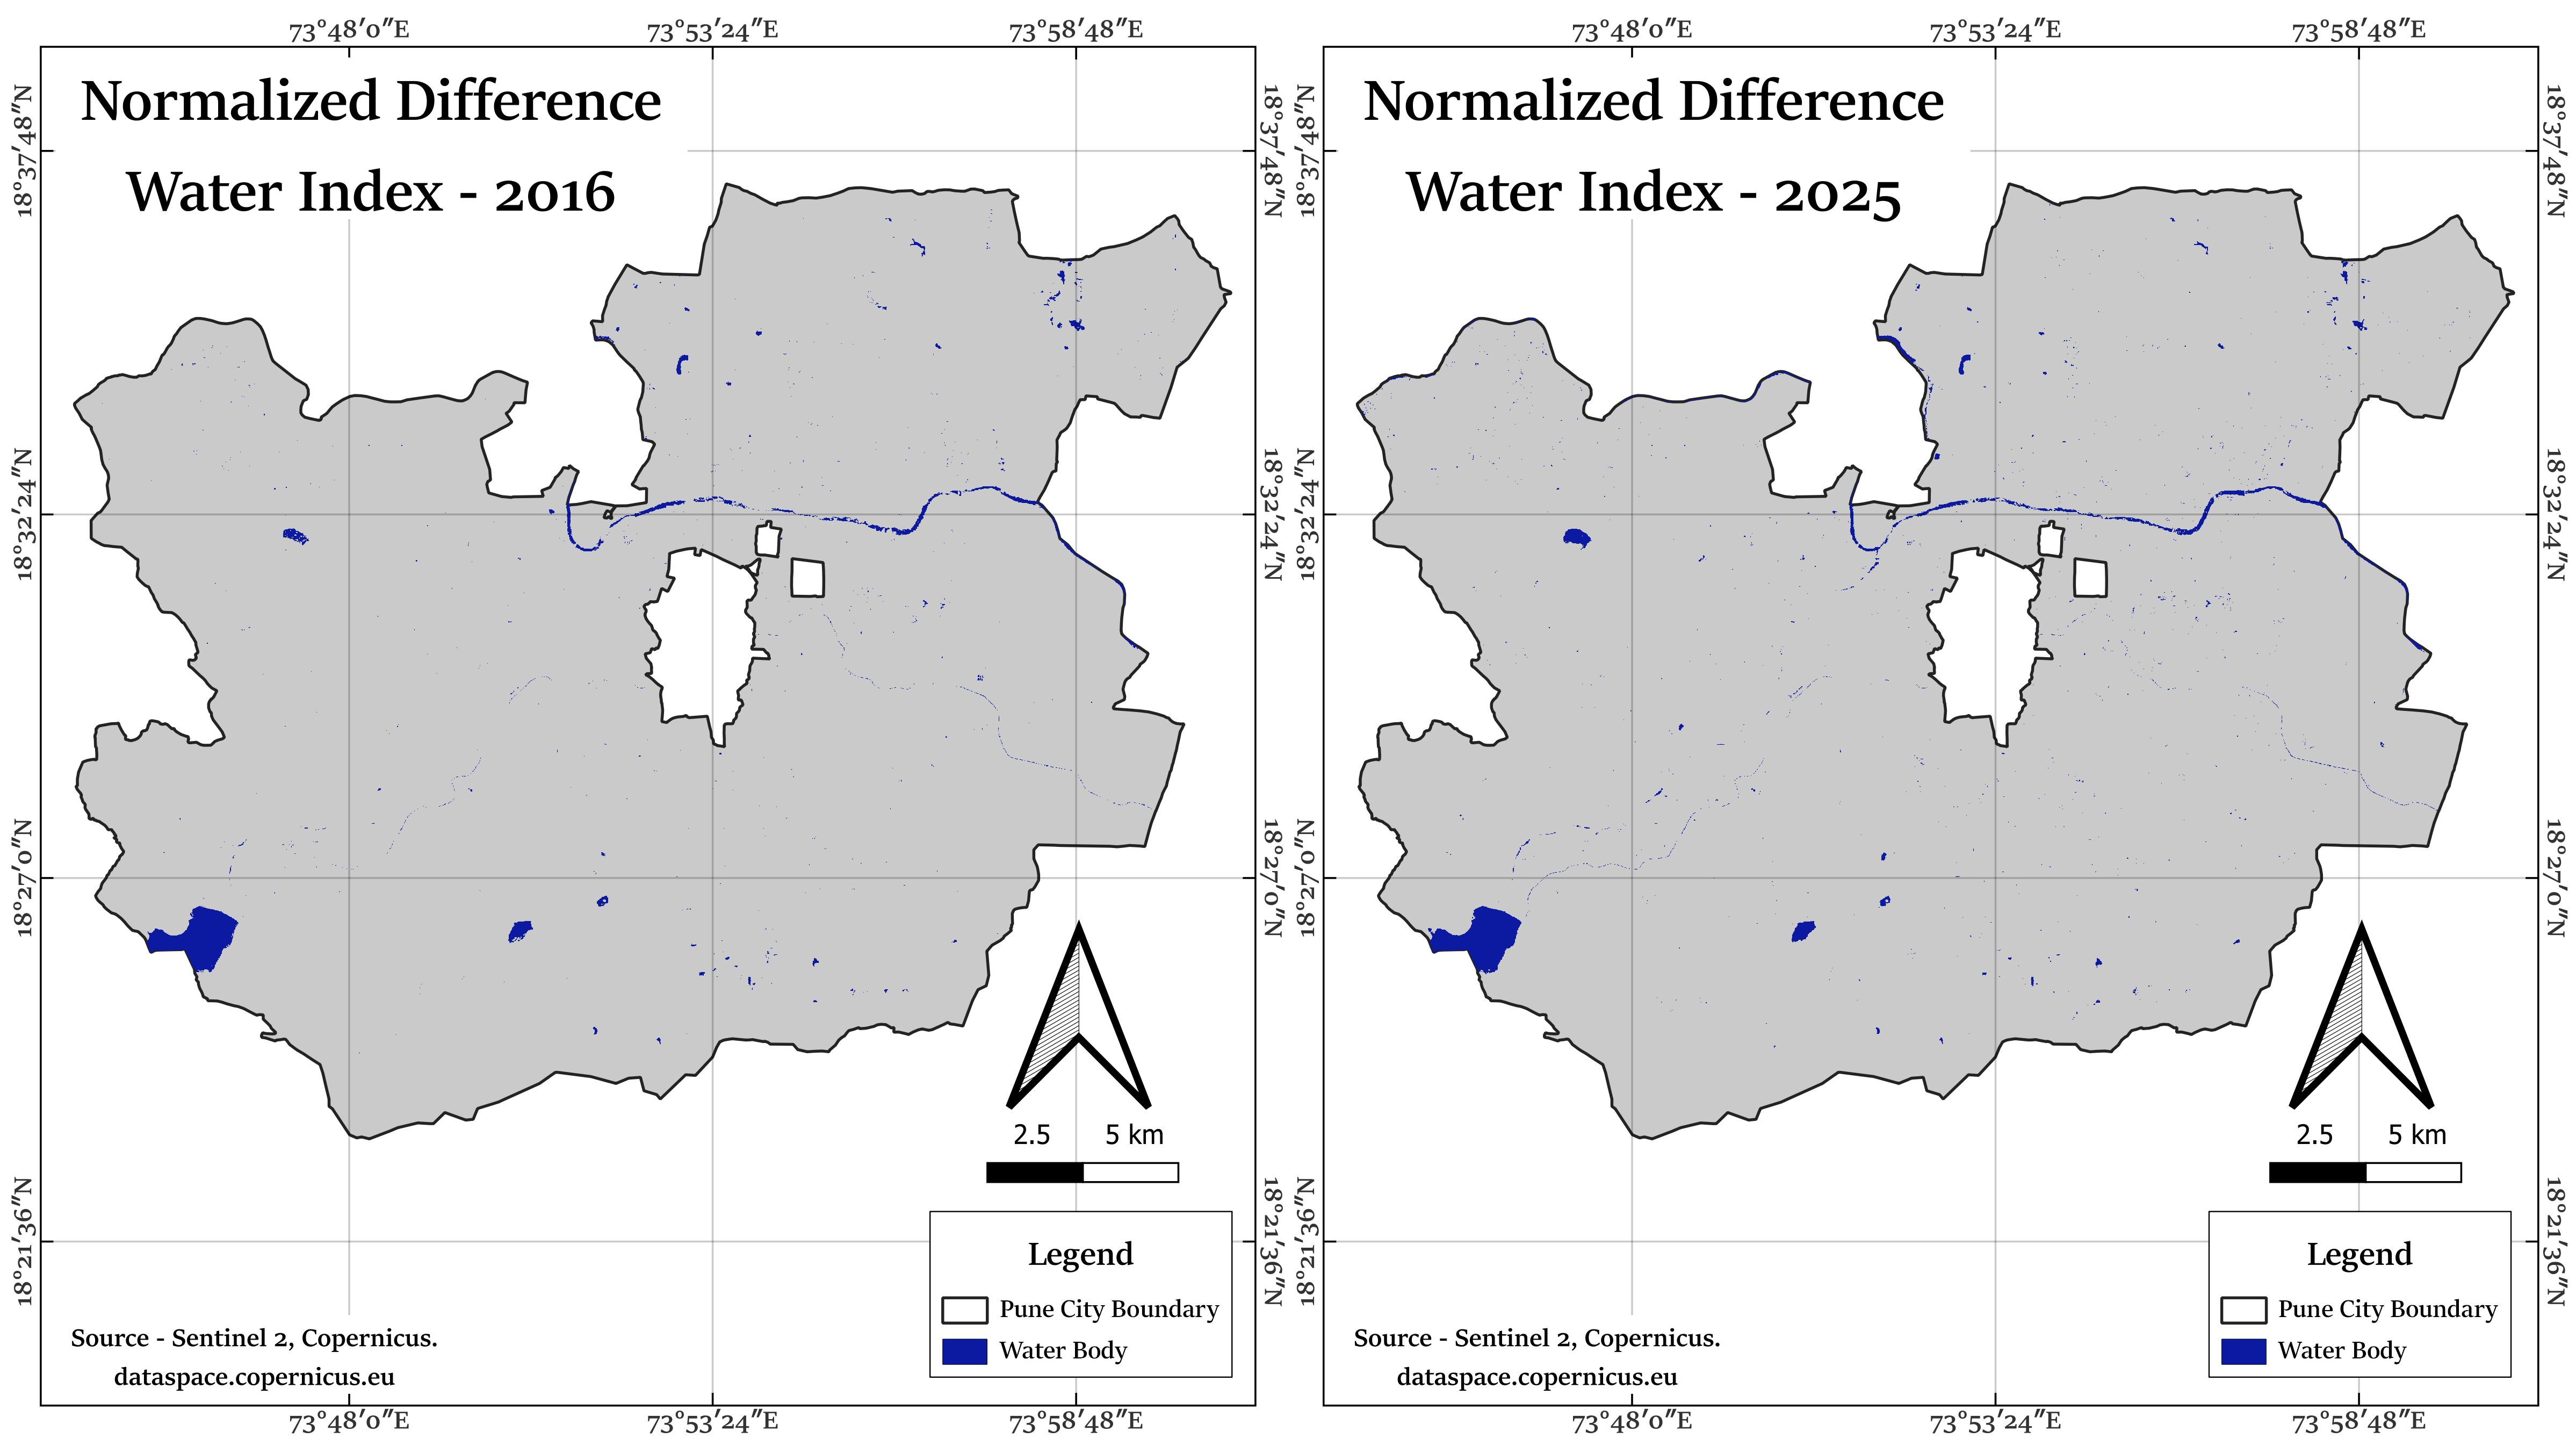 73°48′0″E 73°53′24″E 73°58′48″E
Normalized Difference
Water Index - 2016
18°37′48″N
18°32′24″N
18°27′0″N
18°21′36″N
18°37′48″N
18°32′24″N
18°27′0″N
18°21′36″N
2.5 5 km
Legend
Pune City Boundary
Water Body
Source - Sentinel 2, Copernicus.
dataspace.copernicus.eu
73°48′0″E 73°53′24″E 73°58′48″E
73°48′0″E 73°53′24″E 73°58′48″E
Normalized Difference
Water Index - 2025
18°37′48″N
18°32′24″N
18°27′0″N
18°21′36″N
18°37′48″N
18°32′24″N
18°27′0″N
18°21′36″N
2.5 5 km
Legend
Pune City Boundary
Water Body
Source - Sentinel 2, Copernicus.
dataspace.copernicus.eu
73°48′0″E 73°53′24″E 73°58′48″E